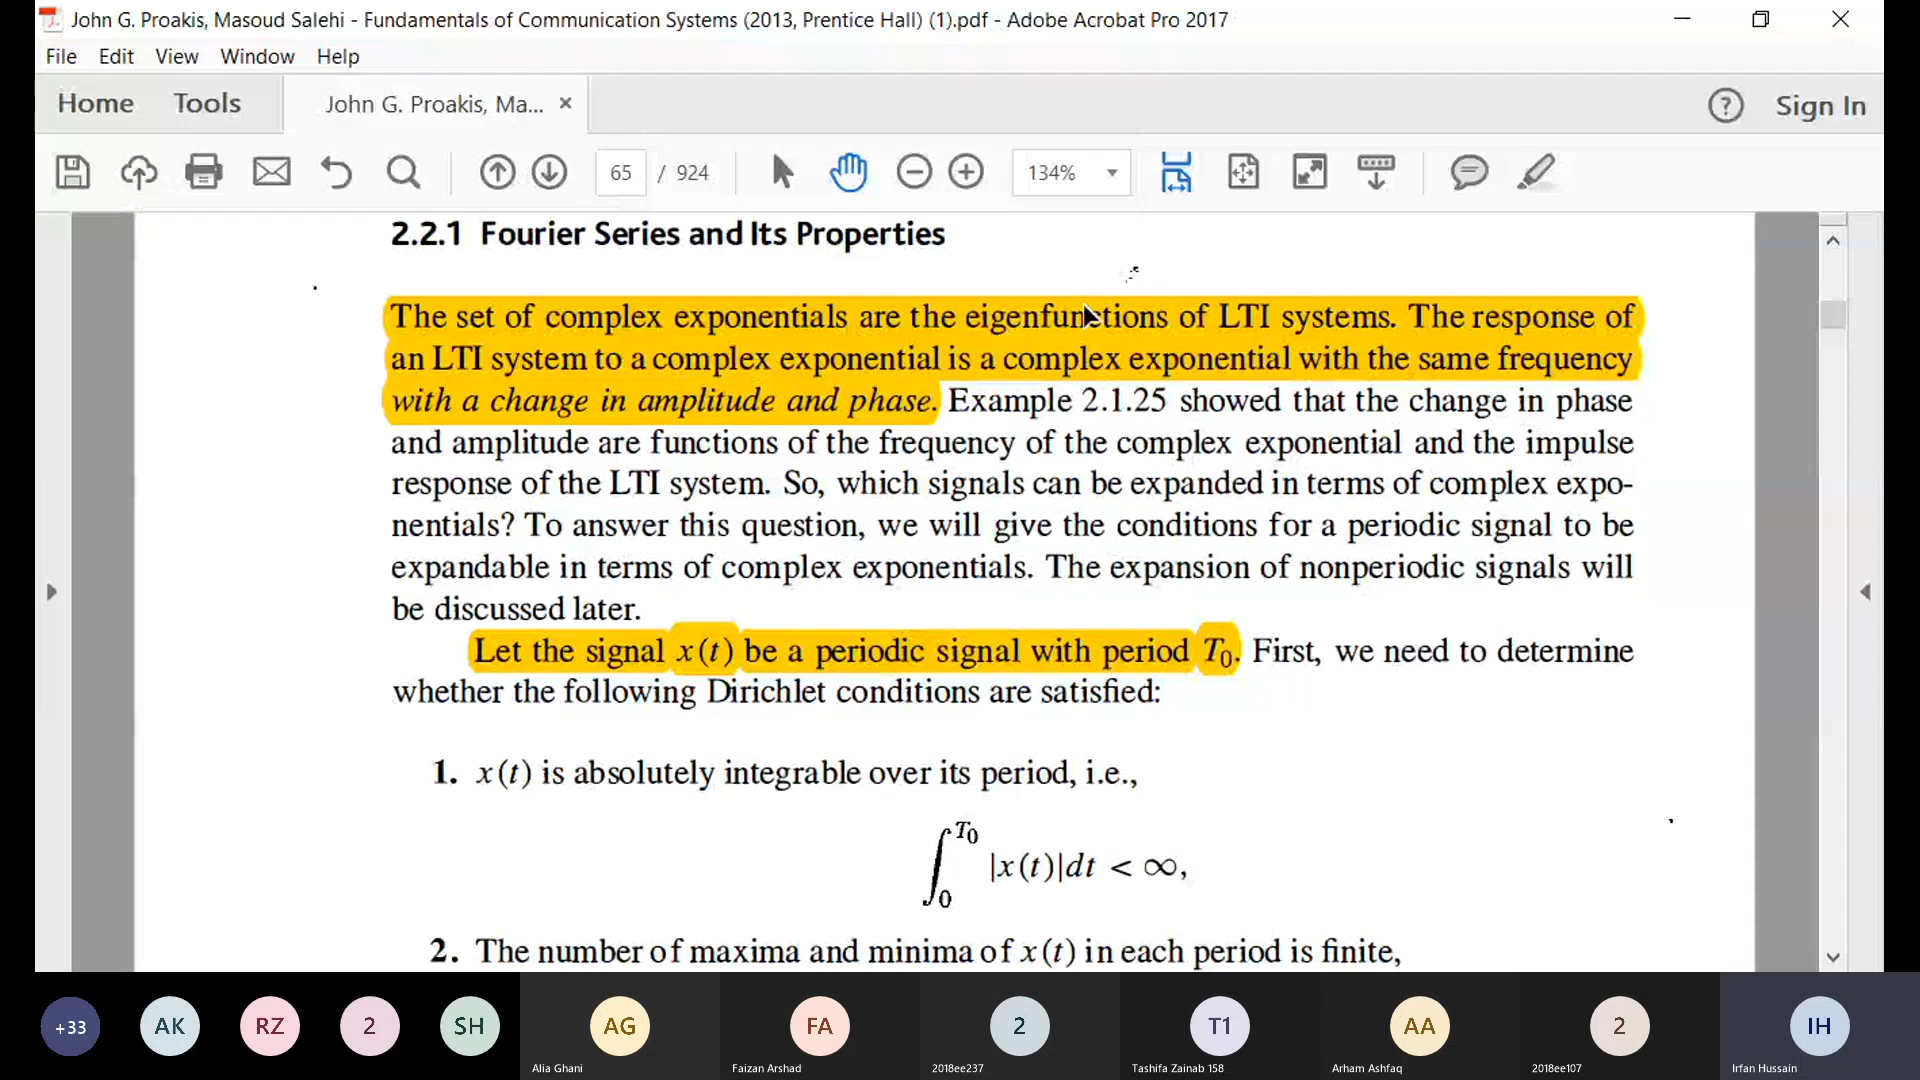 John G. Proakis, Masoud Salehi - Fundamentals of Communication Systems (2013, Prentice Hall) (1).pdf - Adobe Acrobat Pro 2017
File Edit View Window Help
Home Tools John G. Proakis, Ma... × ? Sign In
65 / 924 134%
2.2.1 Fourier Series and Its Properties
The set of complex exponentials are the eigenfunctions of LTI systems. The response of
an LTI system to a complex exponential is a complex exponential with the same frequency
with a change in amplitude and phase. Example 2.1.25 showed that the change in phase
and amplitude are functions of the frequency of the complex exponential and the impulse
response of the LTI system. So, which signals can be expanded in terms of complex expo-
nentials? To answer this question, we will give the conditions for a periodic signal to be
expandable in terms of complex exponentials. The expansion of nonperiodic signals will
be discussed later.
Let the signal x(t) be a periodic signal with period T₀. First, we need to determine
whether the following Dirichlet conditions are satisfied:
1. x(t) is absolutely integrable over its period, i.e.,
∫₀^T₀ |x(t)|dt < ∞,
2. The number of maxima and minima of x(t) in each period is finite,
+33 AK RZ 2 SH AG FA 2 T1 AA 2 IH
Alia Ghani Faizan Arshad 2018ee237 Tashifa Zainab 158 Arham Ashfaq 2018ee107 Irfan Hussain